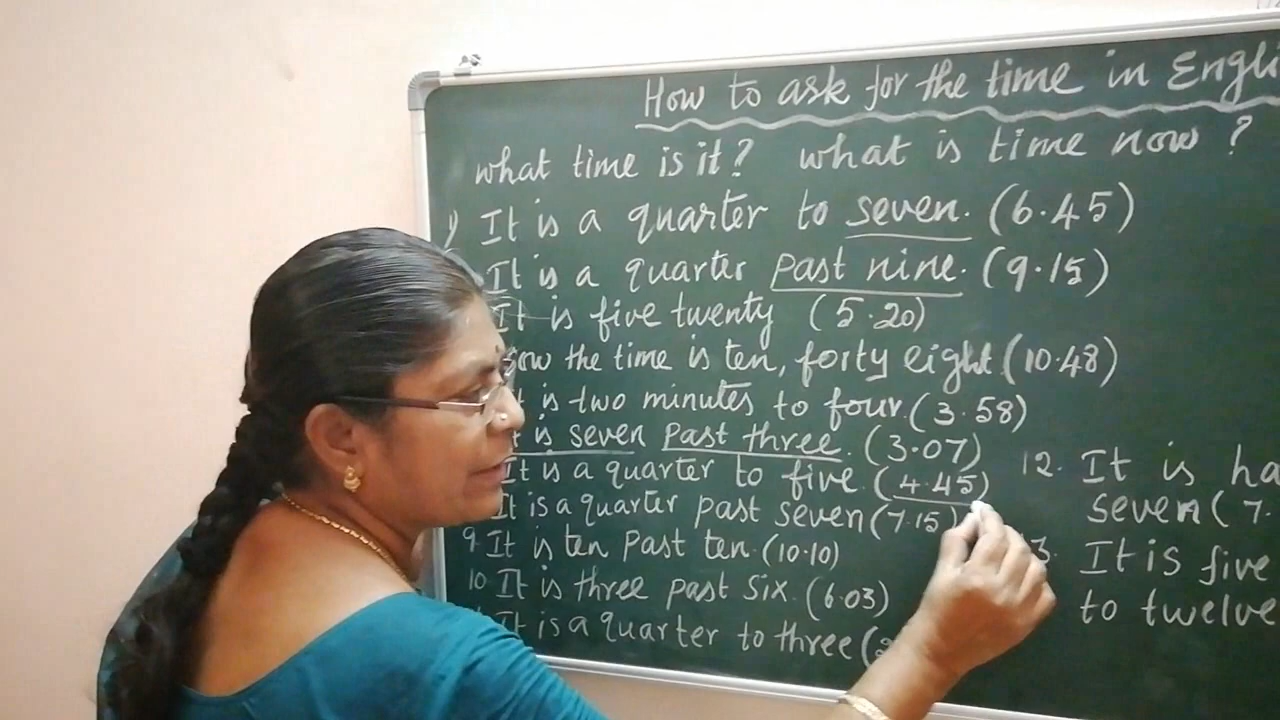 How to ask for the time in Engli
what time is it? what is time now?
1) It is a quarter to seven. (6.45)
It is a quarter past nine. (9.15)
It is five twenty (5.20)
the time is ten, forty eight (10.48)
is two minutes to four. (3.58)
is seven past three. (3.07)
It is a quarter to five. (4.45)
It is a quarter past seven (7.15)
9. It is ten past ten. (10.10)
10. It is three past six. (6.03)
It is a quarter to three (2
12. It is ha
seven (7.
3. It is five
to twelve